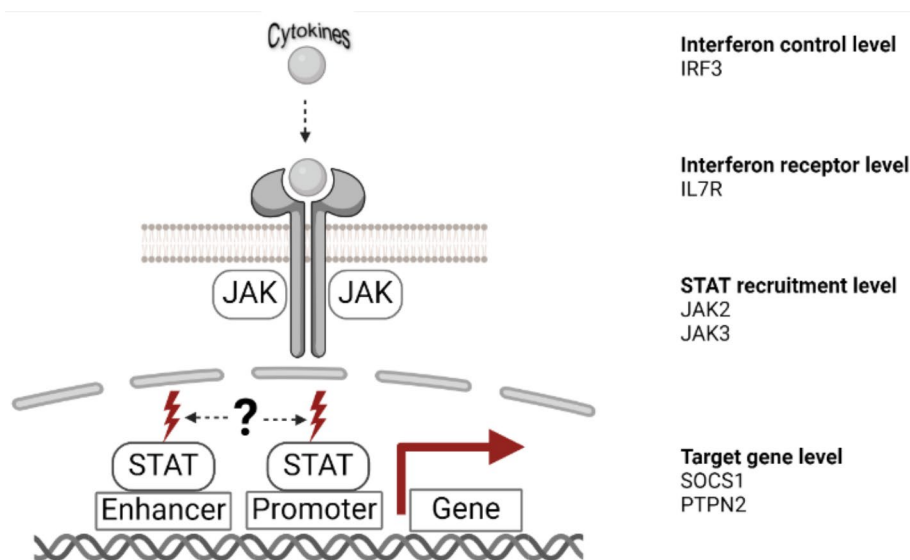 Cytokines
Interferon control level
IRF3
Interferon receptor level
IL7R
JAK JAK
STAT recruitment level
JAK2
JAK3
?
STAT STAT
Enhancer Promoter Gene
Target gene level
SOCS1
PTPN2